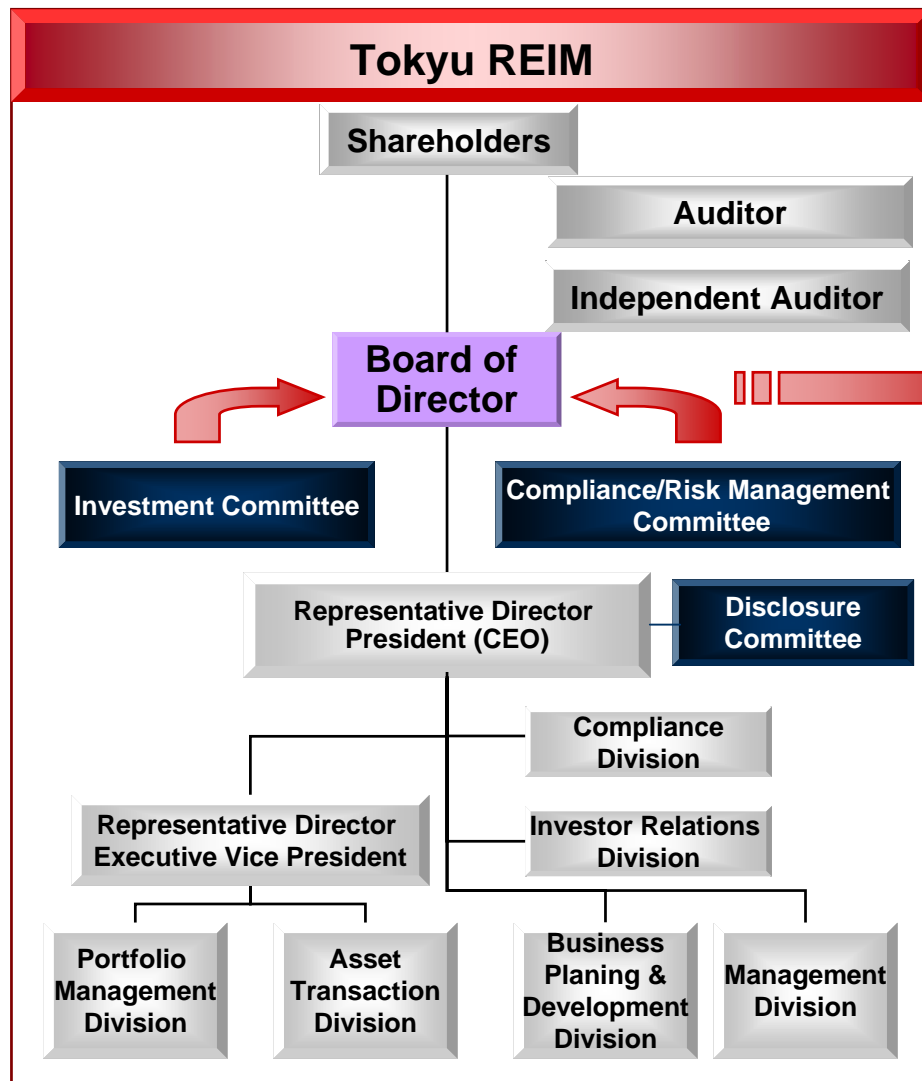 Tokyu REIM
Shareholders
Auditor
Independent Auditor
Board of
Director
Investment Committee
Compliance/Risk Management
Committee
Representative Director
President (CEO)
Disclosure
Committee
Compliance
Division
Representative Director
Executive Vice President
Investor Relations
Division
Portfolio
Management
Division
Asset
Transaction
Division
Business
Planing &
Development
Division
Management
Division